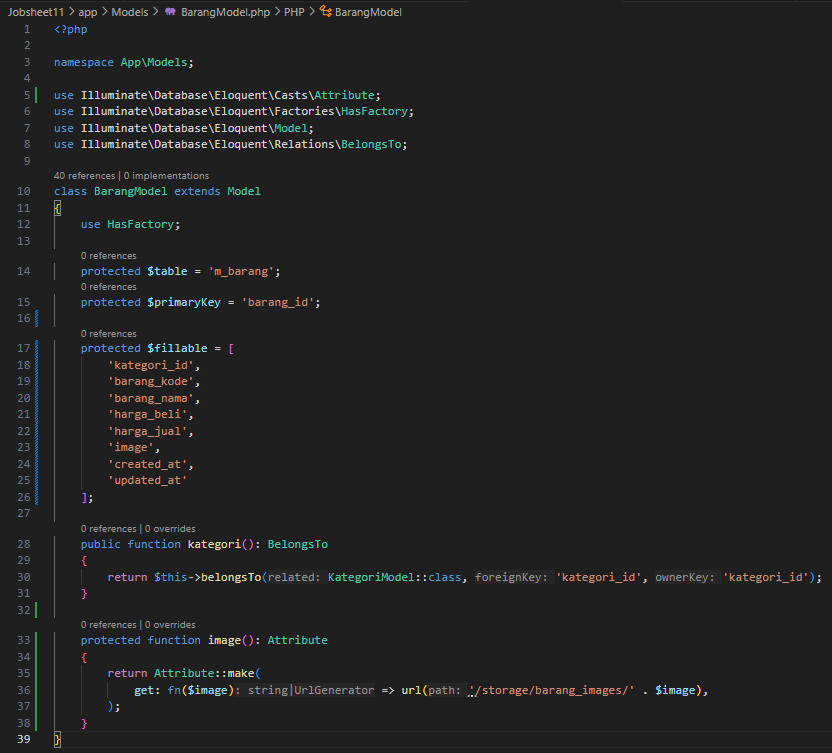 Jobsheet11 > app > Models > BarangModel.php > PHP > BarangModel
1 <?php
2
3 namespace App\Models;
4
5 use Illuminate\Database\Eloquent\Casts\Attribute;
6 use Illuminate\Database\Eloquent\Factories\HasFactory;
7 use Illuminate\Database\Eloquent\Model;
8 use Illuminate\Database\Eloquent\Relations\BelongsTo;
9
40 references | 0 implementations
10 class BarangModel extends Model
11 {
12 use HasFactory;
13
0 references
14 protected $table = 'm_barang';
0 references
15 protected $primaryKey = 'barang_id';
16
0 references
17 protected $fillable = [
18 'kategori_id',
19 'barang_kode',
20 'barang_nama',
21 'harga_beli',
22 'harga_jual',
23 'image',
24 'created_at',
25 'updated_at'
26 ];
27
0 references | 0 overrides
28 public function kategori(): BelongsTo
29 {
30 return $this->belongsTo(related: KategoriModel::class, foreignKey: 'kategori_id', ownerKey: 'kategori_id');
31 }
32
0 references | 0 overrides
33 protected function image(): Attribute
34 {
35 return Attribute::make(
36 get: fn($image): string|UrlGenerator => url(path: '/storage/barang_images/' . $image),
37 );
38 }
39 }